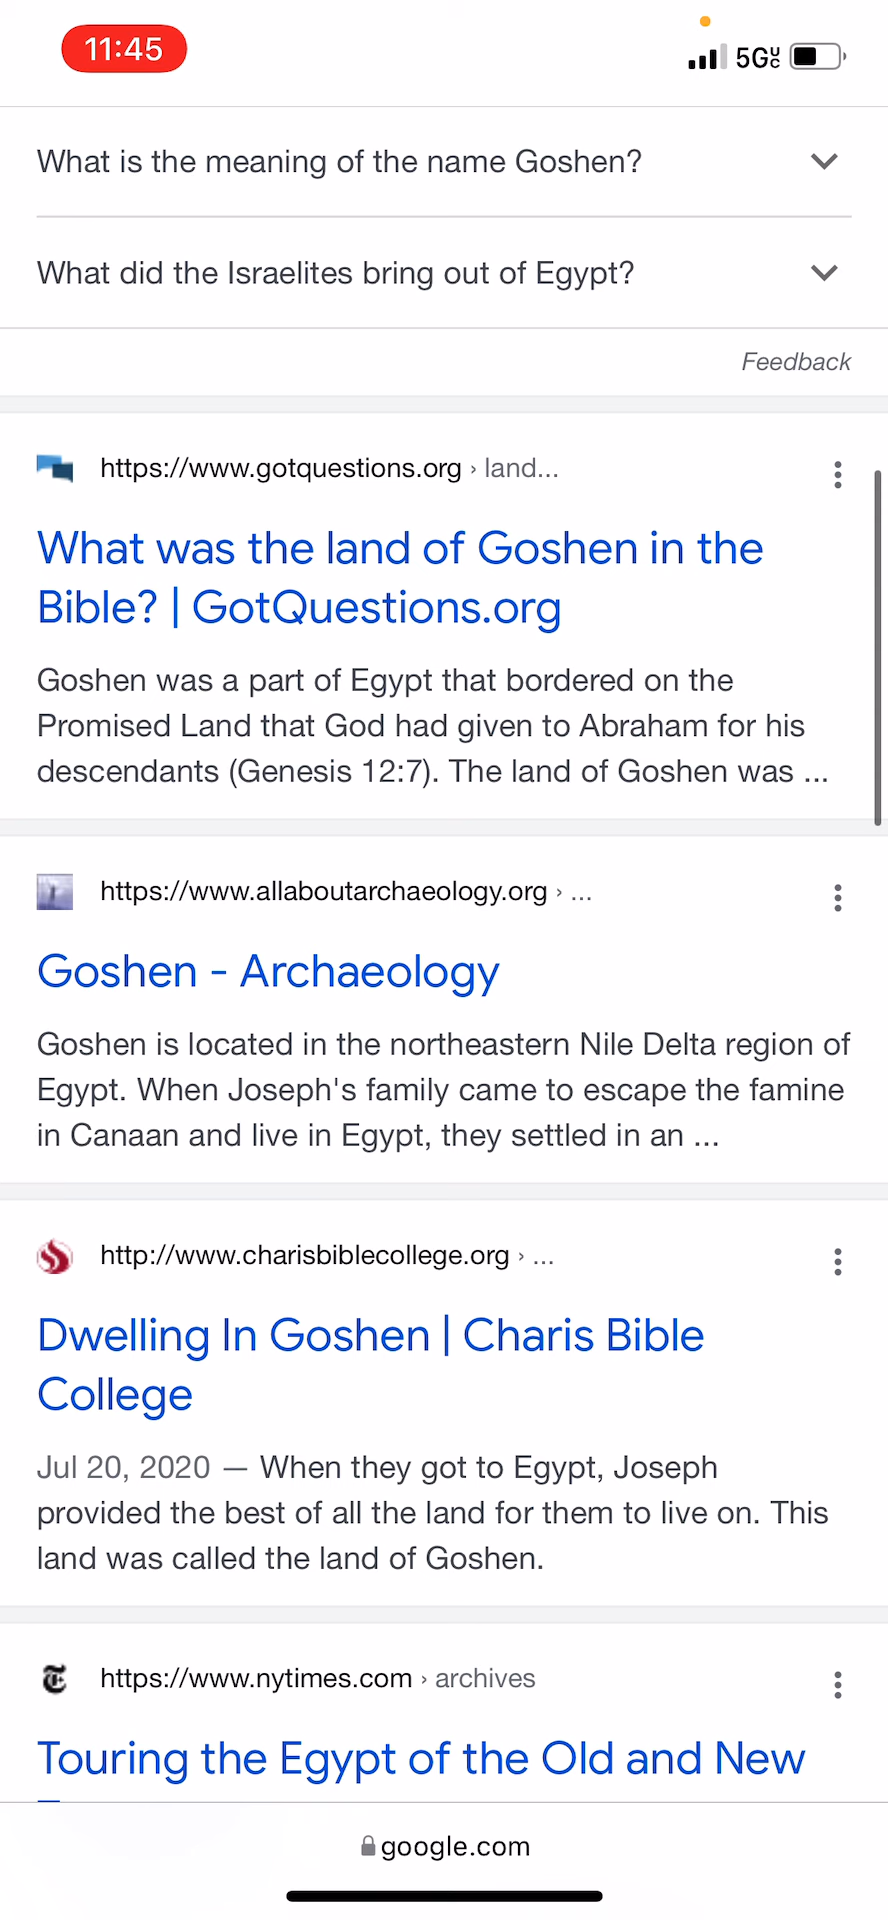 11:45
5GUC
What is the meaning of the name Goshen?
What did the Israelites bring out of Egypt?
Feedback
https://www.gotquestions.org › land...
What was the land of Goshen in the
Bible? | GotQuestions.org
Goshen was a part of Egypt that bordered on the
Promised Land that God had given to Abraham for his
descendants (Genesis 12:7). The land of Goshen was ...
https://www.allaboutarchaeology.org › ...
Goshen - Archaeology
Goshen is located in the northeastern Nile Delta region of
Egypt. When Joseph's family came to escape the famine
in Canaan and live in Egypt, they settled in an ...
http://www.charisbiblecollege.org › ...
Dwelling In Goshen | Charis Bible
College
Jul 20, 2020 — When they got to Egypt, Joseph
provided the best of all the land for them to live on. This
land was called the land of Goshen.
https://www.nytimes.com › archives
Touring the Egypt of the Old and New
google.com